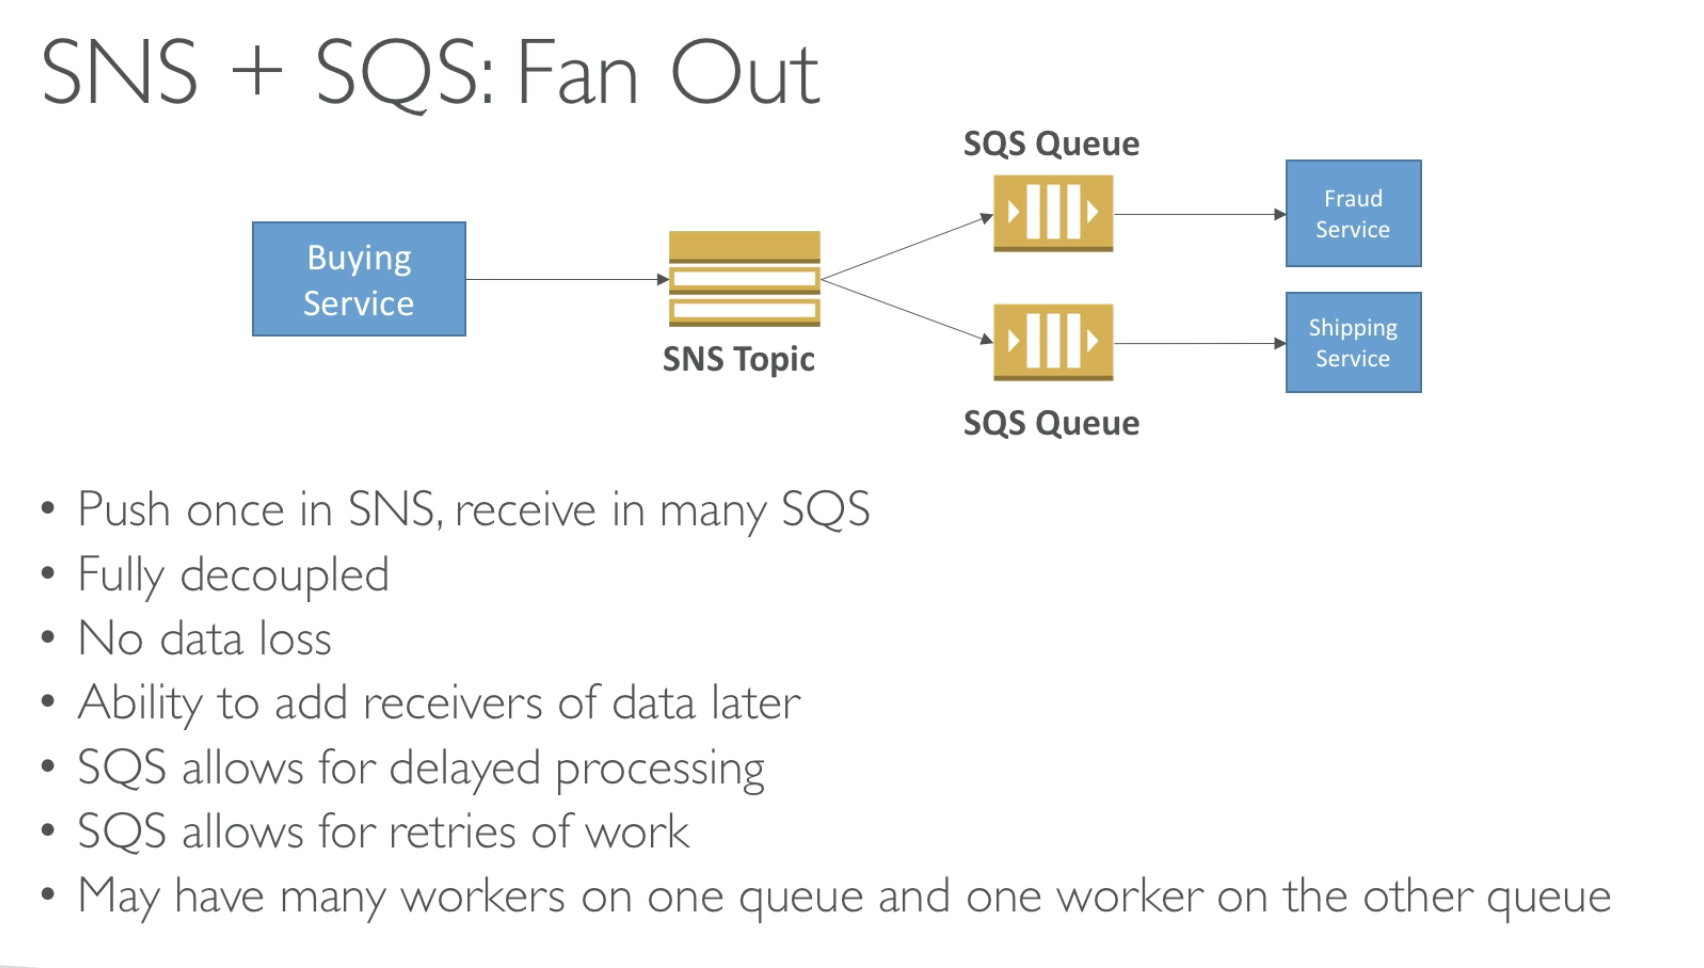 SNS + SQS: Fan Out
SQS Queue
Buying
Service
SNS Topic
Fraud
Service
Shipping
Service
SQS Queue
• Push once in SNS, receive in many SQS
• Fully decoupled
• No data loss
• Ability to add receivers of data later
• SQS allows for delayed processing
• SQS allows for retries of work
• May have many workers on one queue and one worker on the other queue